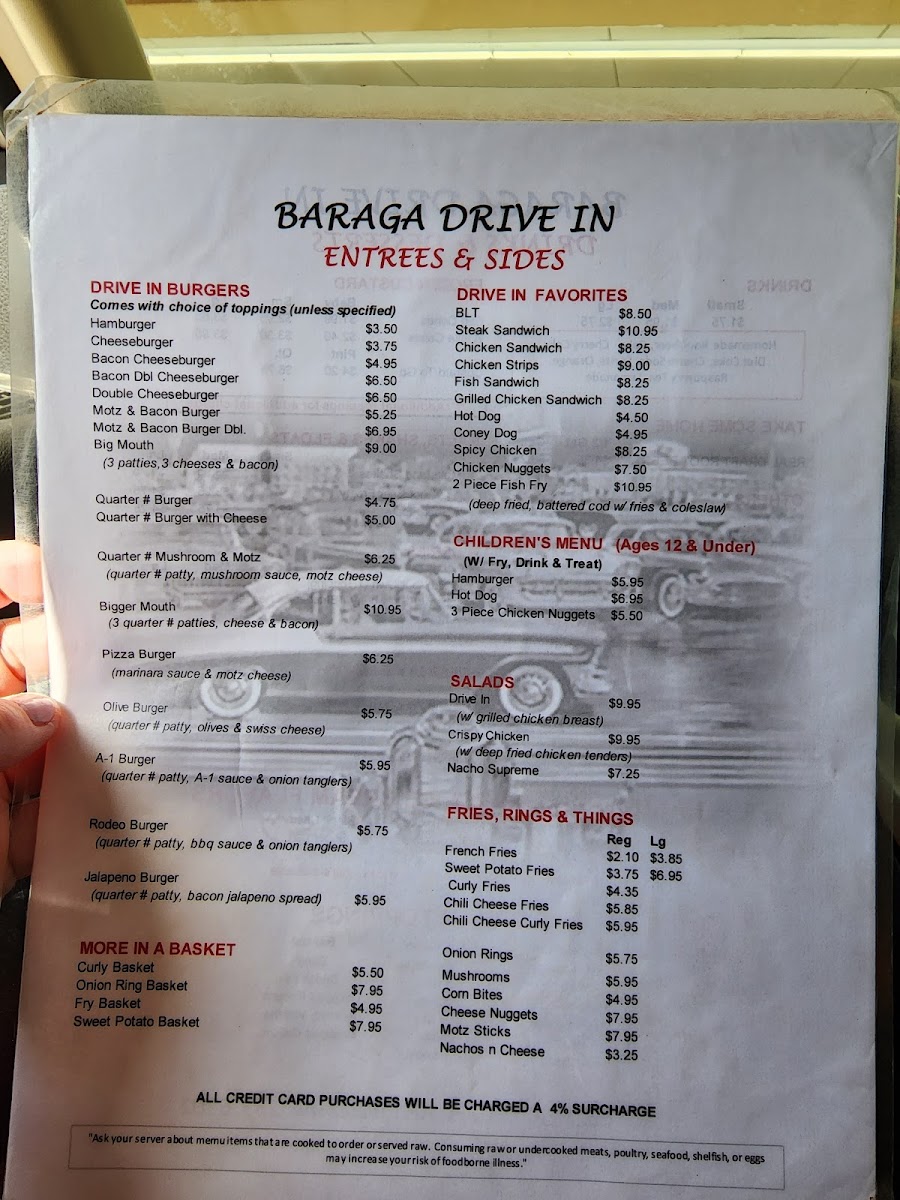 BARAGA DRIVE IN
ENTREES & SIDES
DRIVE IN BURGERS
Comes with choice of toppings (unless specified)
Hamburger $3.50
Cheeseburger $3.75
Bacon Cheeseburger $4.95
Bacon Dbl Cheeseburger $6.50
Double Cheeseburger $6.50
Motz & Bacon Burger $5.25
Motz & Bacon Burger Dbl. $6.95
Big Mouth $9.00
(3 patties,3 cheeses & bacon)
Quarter # Burger $4.75
Quarter # Burger with Cheese $5.00
Quarter # Mushroom & Motz $6.25
(quarter # patty, mushroom sauce, motz cheese)
Bigger Mouth $10.95
(3 quarter # patties, cheese & bacon)
Pizza Burger $6.25
(marinara sauce & motz cheese)
Olive Burger $5.75
(quarter # patty, olives & swiss cheese)
A-1 Burger $5.95
(quarter # patty, A-1 sauce & onion tanglers)
Rodeo Burger $5.75
(quarter # patty, bbq sauce & onion tanglers)
Jalapeno Burger
(quarter # patty, bacon jalapeno spread) $5.95
MORE IN A BASKET
Curly Basket $5.50
Onion Ring Basket $7.95
Fry Basket $4.95
Sweet Potato Basket $7.95
DRIVE IN FAVORITES
BLT $8.50
Steak Sandwich $10.95
Chicken Sandwich $8.25
Chicken Strips $9.00
Fish Sandwich $8.25
Grilled Chicken Sandwich $8.25
Hot Dog $4.50
Coney Dog $4.95
Spicy Chicken $8.25
Chicken Nuggets $7.50
2 Piece Fish Fry $10.95
(deep fried, battered cod w/ fries & coleslaw)
CHILDREN'S MENU (Ages 12 & Under)
(W/ Fry, Drink & Treat)
Hamburger $5.95
Hot Dog $6.95
3 Piece Chicken Nuggets $5.50
SALADS
Drive In $9.95
(w/ grilled chicken breast)
Crispy Chicken $9.95
(w/ deep fried chicken tenders)
Nacho Supreme $7.25
FRIES, RINGS & THINGS
Reg Lg
French Fries $2.10 $3.85
Sweet Potato Fries $3.75 $6.95
Curly Fries $4.35
Chili Cheese Fries $5.85
Chili Cheese Curly Fries $5.95
Onion Rings $5.75
Mushrooms $5.95
Corn Bites $4.95
Cheese Nuggets $7.95
Motz Sticks $7.95
Nachos n Cheese $3.25
ALL CREDIT CARD PURCHASES WILL BE CHARGED A 4% SURCHARGE
"Ask your server about memu items that are cooked to order or served raw. Consuming raw or undercooked meats, poultry, seafood, shelfish, or eggs
may increase your risk of foodborne illness."